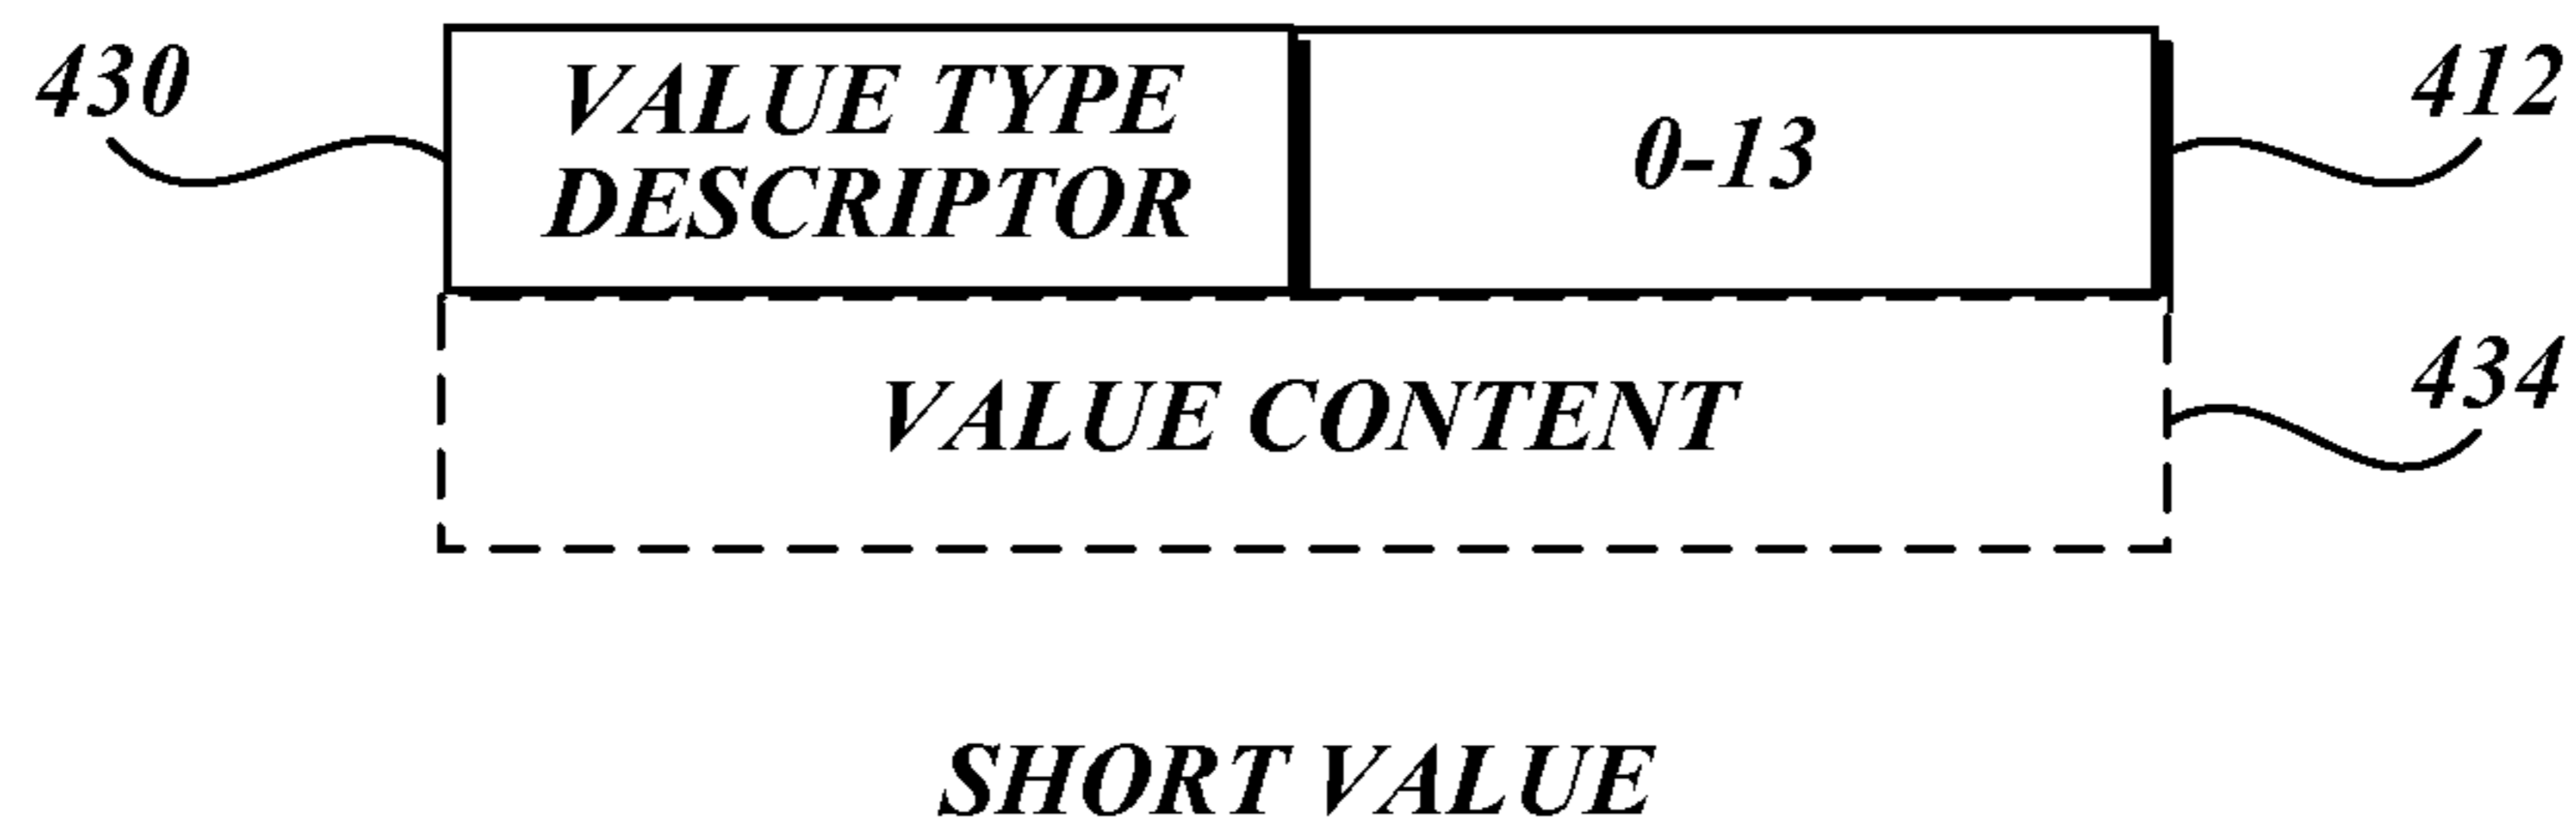 430
VALUE TYPE
DESCRIPTOR
0-13
412
VALUE CONTENT
434
SHORT VALUE